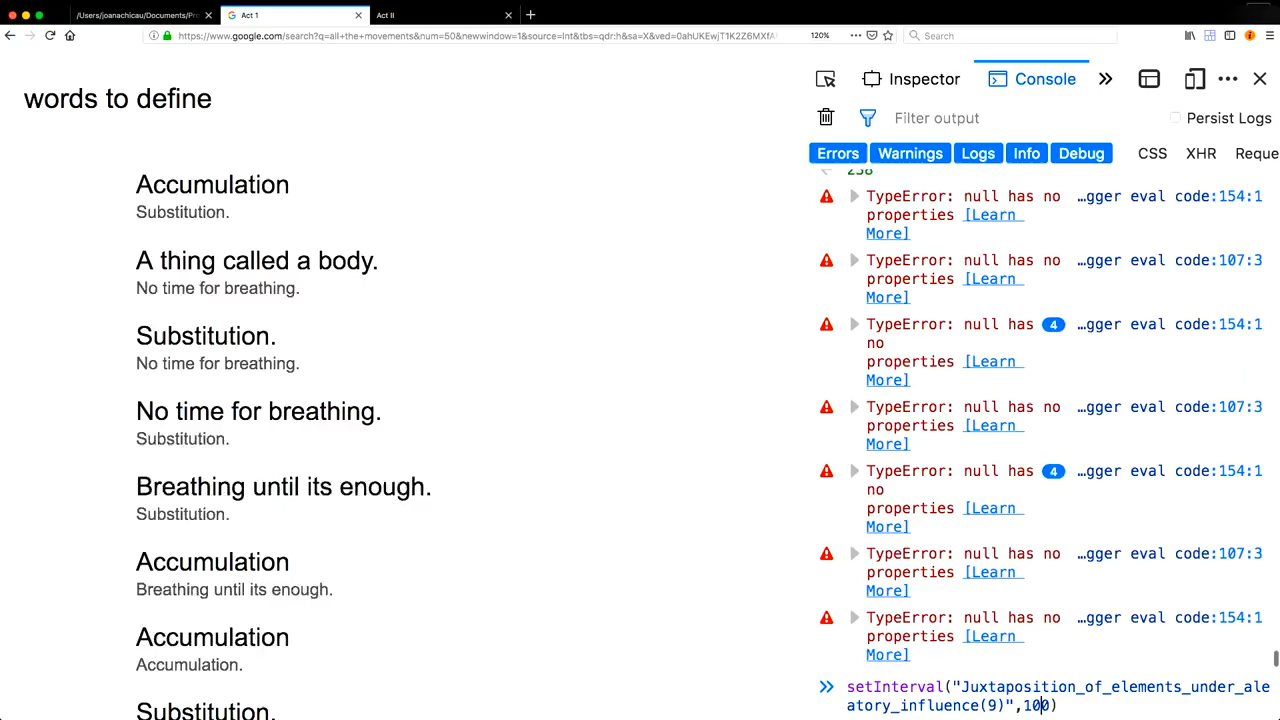 /Users/joanachicau/Documents/Pr
Act 1
Act II
https://www.google.com/search?q=all+the+movements&num=50&newwindow=1&source=lnt&tbs=qdr:h&sa=X&ved=0ahUKEwjT1K2Z6MXfA
120%
Search
words to define
Accumulation
Substitution.
A thing called a body.
No time for breathing.
Substitution.
No time for breathing.
No time for breathing.
Substitution.
Breathing until its enough.
Substitution.
Accumulation
Breathing until its enough.
Accumulation
Accumulation.
Substitution.
Inspector
Console
Filter output
Persist Logs
Errors Warnings Logs Info Debug CSS XHR Reque
238
TypeError: null has no …gger eval code:154:1
properties [Learn
More]
TypeError: null has no …gger eval code:107:3
properties [Learn
More]
TypeError: null has 4 …gger eval code:154:1
no
properties [Learn
More]
TypeError: null has no …gger eval code:107:3
properties [Learn
More]
TypeError: null has 4 …gger eval code:154:1
no
properties [Learn
More]
TypeError: null has no …gger eval code:107:3
properties [Learn
More]
TypeError: null has no …gger eval code:154:1
properties [Learn
More]
setInterval("Juxtaposition_of_elements_under_ale
atory_influence(9)",100)